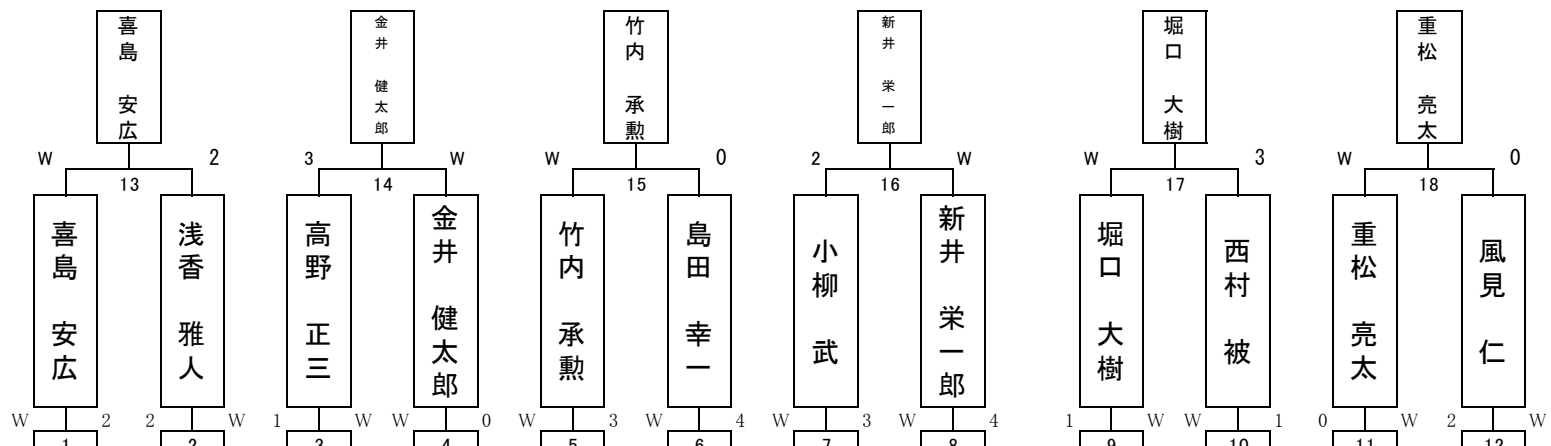 喜島 安広
金井 健太郎
竹内 承勲
新井 栄一郎
堀口 大樹
重松 亮太
W 2 3 W W 0 2 W W 3 W 0
13 14 15 16 17 18
喜島 安広
浅香 雅人
高野 正三
金井 健太郎
竹内 承勲
島田 幸一
小柳 武
新井 栄一郎
堀口 大樹
西村 被
重松 亮太
風見 仁
W 2 2 W 1 W W 0 W 3 W 4 W 3 W 4 1 W W 1 0 W 2 W
1 2 3 4 5 6 7 8 9 10 11 12